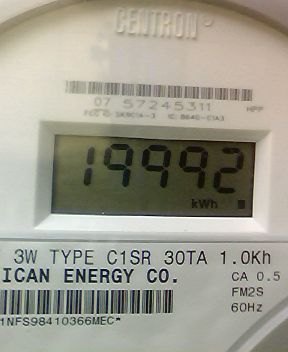 CENTRON
07 57245311
19992
kWh
3W TYPE C1SR 30TA 1.0Kh
ICAN ENERGY CO.
CA 0.5
FM2S
60Hz
1NFS98410366MEC*